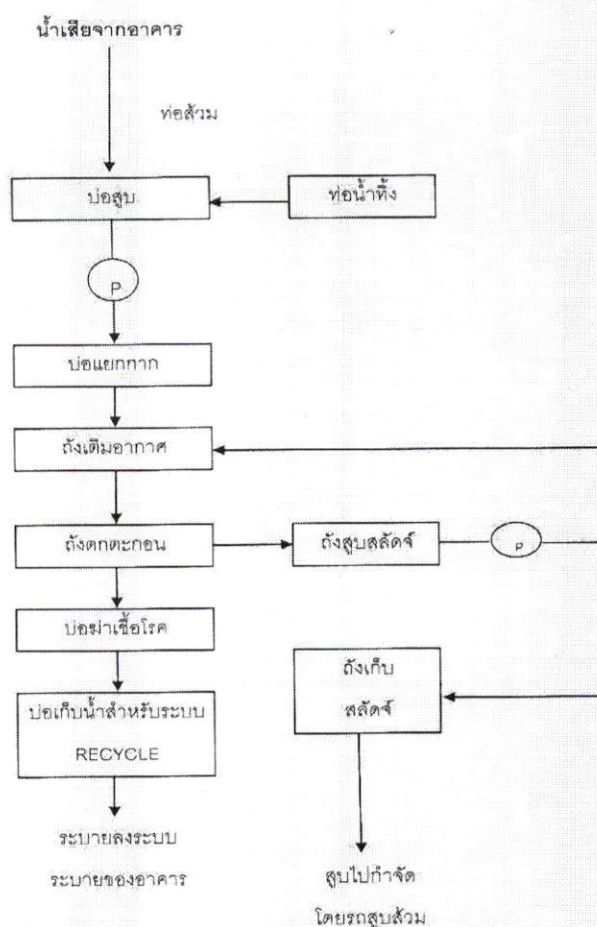 น้ำเสียจากอาคาร
ท่อส้วม
บ่อสูบ
ท่อน้ำทิ้ง
P
บ่อแยกกาก
ถังเติมอากาศ
ถังตกตะกอน
ถังสูบสลัดจ์
P
บ่อฆ่าเชื้อโรค
ถังเก็บ
สลัดจ์
บ่อเก็บน้ำสำหรับระบบ
RECYCLE
ระบายลงระบบ
ระบายของอาคาร
สูบไปกำจัด
โดยรถสูบส้วม